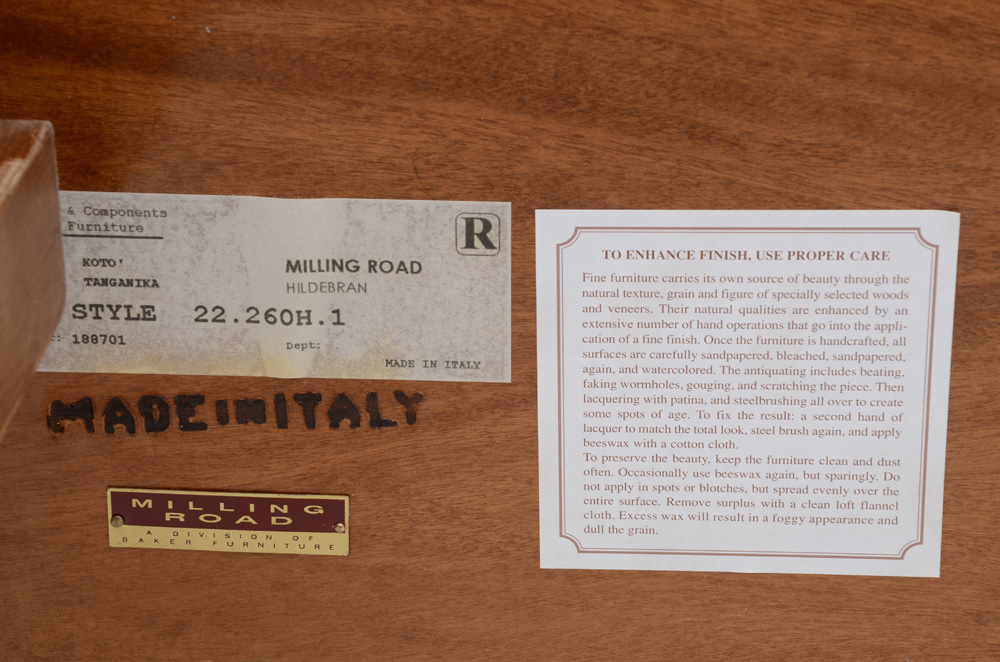 & Components
Furniture
R
KOTO'
TANGANIKA
MILLING ROAD
HILDEBRAN
STYLE 22.260H.1
: 188701
Dept:
MADE IN ITALY
MADE IN ITALY
MILLING
ROAD
A DIVISION OF
BAKER FURNITURE
TO ENHANCE FINISH, USE PROPER CARE
Fine furniture carries its own source of beauty through the
natural texture, grain and figure of specially selected woods
and veneers. Their natural qualities are enhanced by an
extensive number of hand operations that go into the appli-
cation of a fine finish. Once the furniture is handcrafted, all
surfaces are carefully sandpapered, bleached, sandpapered,
again, and watercolored. The antiquating includes beating,
faking wormholes, gouging, and scratching the piece. Then
lacquering with patina, and steelbrushing all over to create
some spots of age. To fix the result: a second hand of
lacquer to match the total look, steel brush again, and apply
beeswax with a cotton cloth.
To preserve the beauty, keep the furniture clean and dust
often. Occasionally use beeswax again, but sparingly. Do
not apply in spots or blotches, but spread evenly over the
entire surface. Remove surplus with a clean loft flannel
cloth. Excess wax will result in a foggy appearance and
dull the grain.